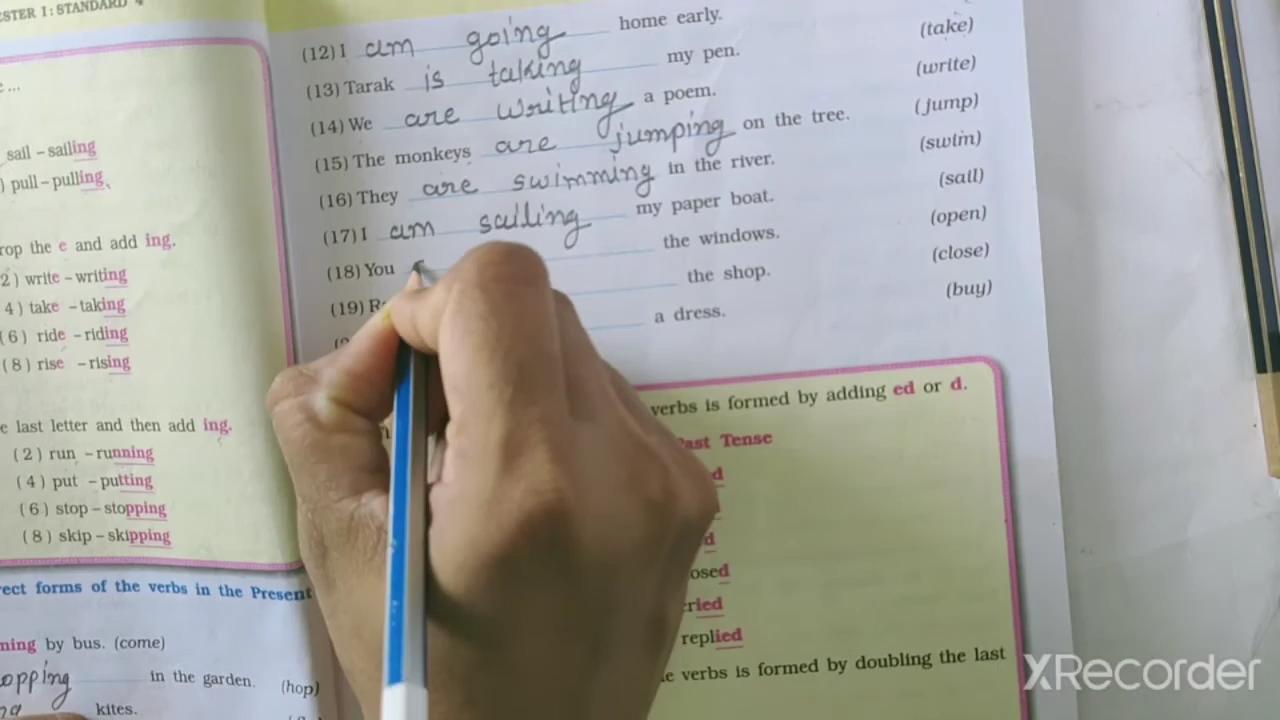 STER 1: STANDARD
sail – sailing
pull – pulling
rop the e and add ing.
2) write – writing
4) take – taking
(6) ride – riding
(8) rise – rising
e last letter and then add ing.
(2) run – running
(4) put – putting
(6) stop – stopping
(8) skip – skipping
rect forms of the verbs in the Present
ming by bus. (come)
opping in the garden. (hop)
kites.
(12) I am going home early.
(13) Tarak is taking my pen. (take)
(14) We are writing a poem. (write)
(15) The monkeys are jumping on the tree. (jump)
(16) They are swimming in the river. (swim)
(17) I am sailing my paper boat. (sail)
(18) You the windows. (open)
(19) R the shop. (close)
a dress. (buy)
verbs is formed by adding ed or d.
Past Tense
d
d
osed
ried
replied
e verbs is formed by doubling the last
XRecorder